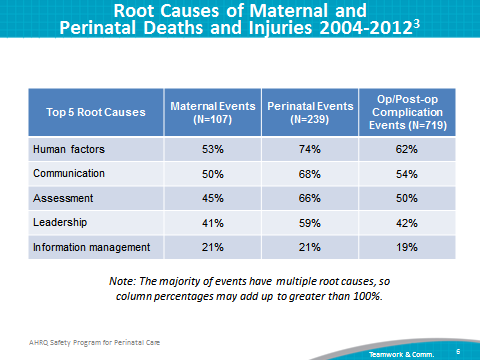 Root Causes of Maternal and
Perinatal Deaths and Injuries 2004-2012³
Top 5 Root Causes Maternal Events (N=107) Perinatal Events (N=239) Op/Post-op Complication Events (N=719)
Human factors 53% 74% 62%
Communication 50% 68% 54%
Assessment 45% 66% 50%
Leadership 41% 59% 42%
Information management 21% 21% 19%
Note: The majority of events have multiple root causes, so
column percentages may add up to greater than 100%.
AHRQ Safety Program for Perinatal Care
Teamwork & Comm. 6